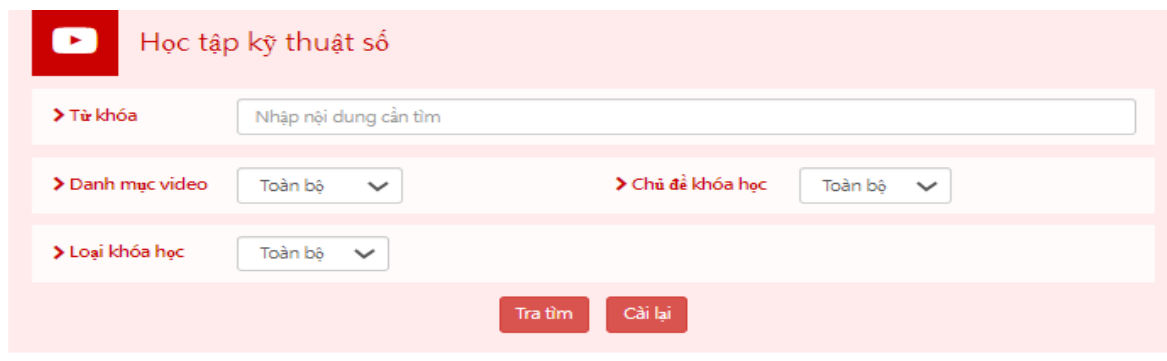 Học tập kỹ thuật số
Từ khóa Nhập nội dung cần tìm
Danh mục video Toàn bộ Chủ đề khóa học Toàn bộ
Loại khóa học Toàn bộ
Tra tìm Cài lại